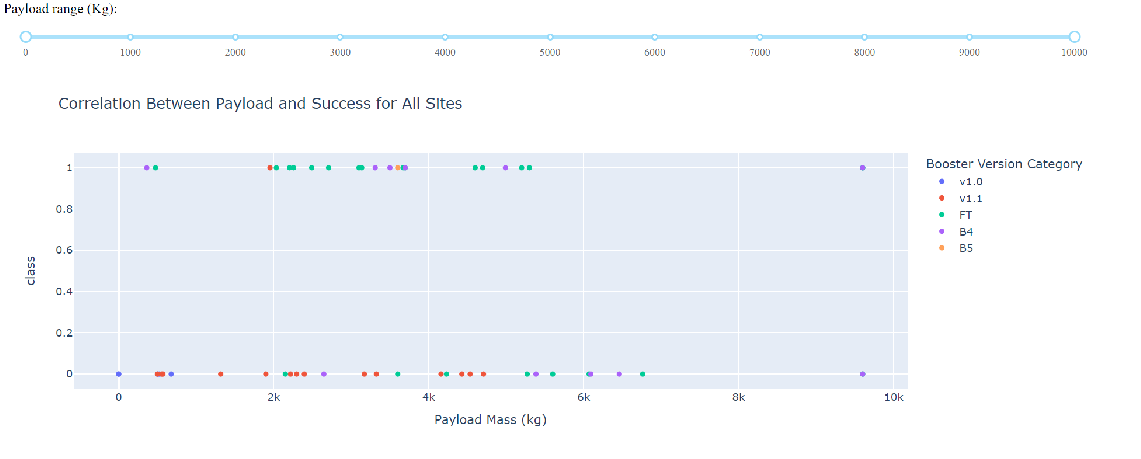 Payload range (Kg):
0 1000 2000 3000 4000 5000 6000 7000 8000 9000 10000
Correlation Between Payload and Success for All Sites
Booster Version Category
v1.0
v1.1
FT
B4
B5
1
0.8
0.6
0.4
0.2
0
class
0 2k 4k 6k 8k 10k
Payload Mass (kg)